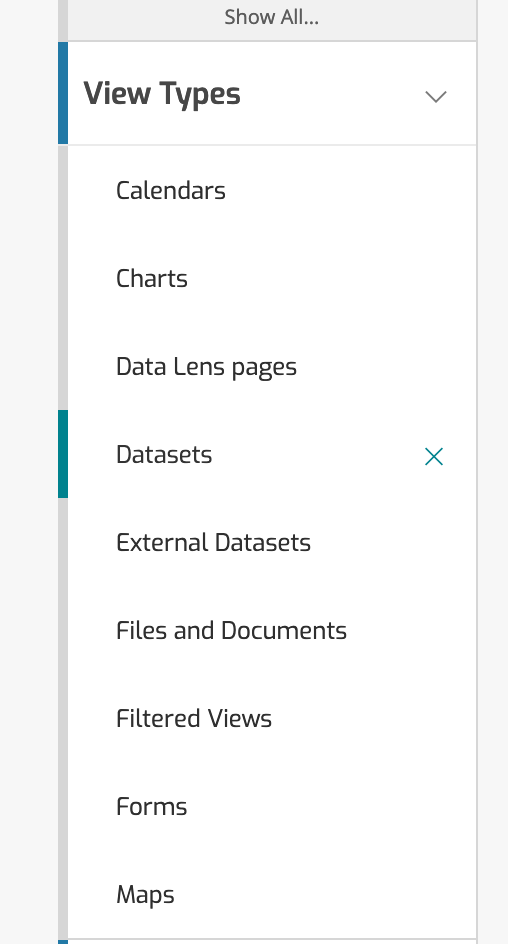 Show All...
View Types
Calendars
Charts
Data Lens pages
Datasets
External Datasets
Files and Documents
Filtered Views
Forms
Maps